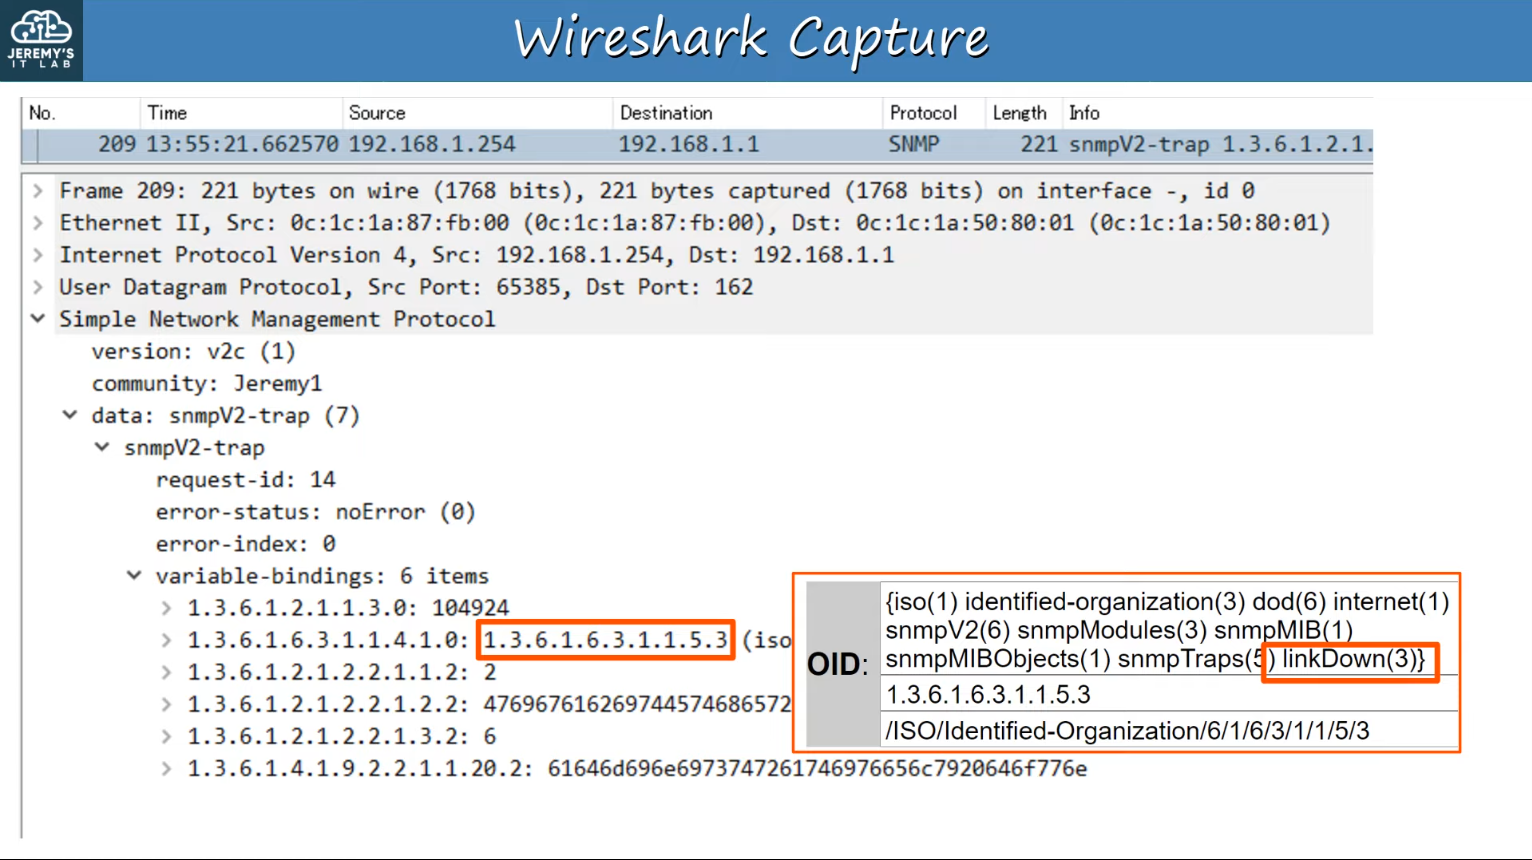 JEREMY'S
IT LAB
Wireshark Capture
No. Time Source Destination Protocol Length Info
209 13:55:21.662570 192.168.1.254 192.168.1.1 SNMP 221 snmpV2-trap 1.3.6.1.2.1.
Frame 209: 221 bytes on wire (1768 bits), 221 bytes captured (1768 bits) on interface -, id 0
Ethernet II, Src: 0c:1c:1a:87:fb:00 (0c:1c:1a:87:fb:00), Dst: 0c:1c:1a:50:80:01 (0c:1c:1a:50:80:01)
Internet Protocol Version 4, Src: 192.168.1.254, Dst: 192.168.1.1
User Datagram Protocol, Src Port: 65385, Dst Port: 162
Simple Network Management Protocol
version: v2c (1)
community: Jeremy1
data: snmpV2-trap (7)
snmpV2-trap
request-id: 14
error-status: noError (0)
error-index: 0
variable-bindings: 6 items
1.3.6.1.2.1.1.3.0: 104924
1.3.6.1.6.3.1.1.4.1.0: 1.3.6.1.6.3.1.1.5.3 (iso
1.3.6.1.2.1.2.2.1.1.2: 2
1.3.6.1.2.1.2.2.1.2.2: 476967616269744574686572
1.3.6.1.2.1.2.2.1.3.2: 6
1.3.6.1.4.1.9.2.2.1.1.20.2: 61646d696e69737472617469766656c7920646f776e
OID:
{iso(1) identified-organization(3) dod(6) internet(1)
snmpV2(6) snmpModules(3) snmpMIB(1)
snmpMIBObjects(1) snmpTraps(5) linkDown(3)}
1.3.6.1.6.3.1.1.5.3
/ISO/Identified-Organization/6/1/6/3/1/1/5/3